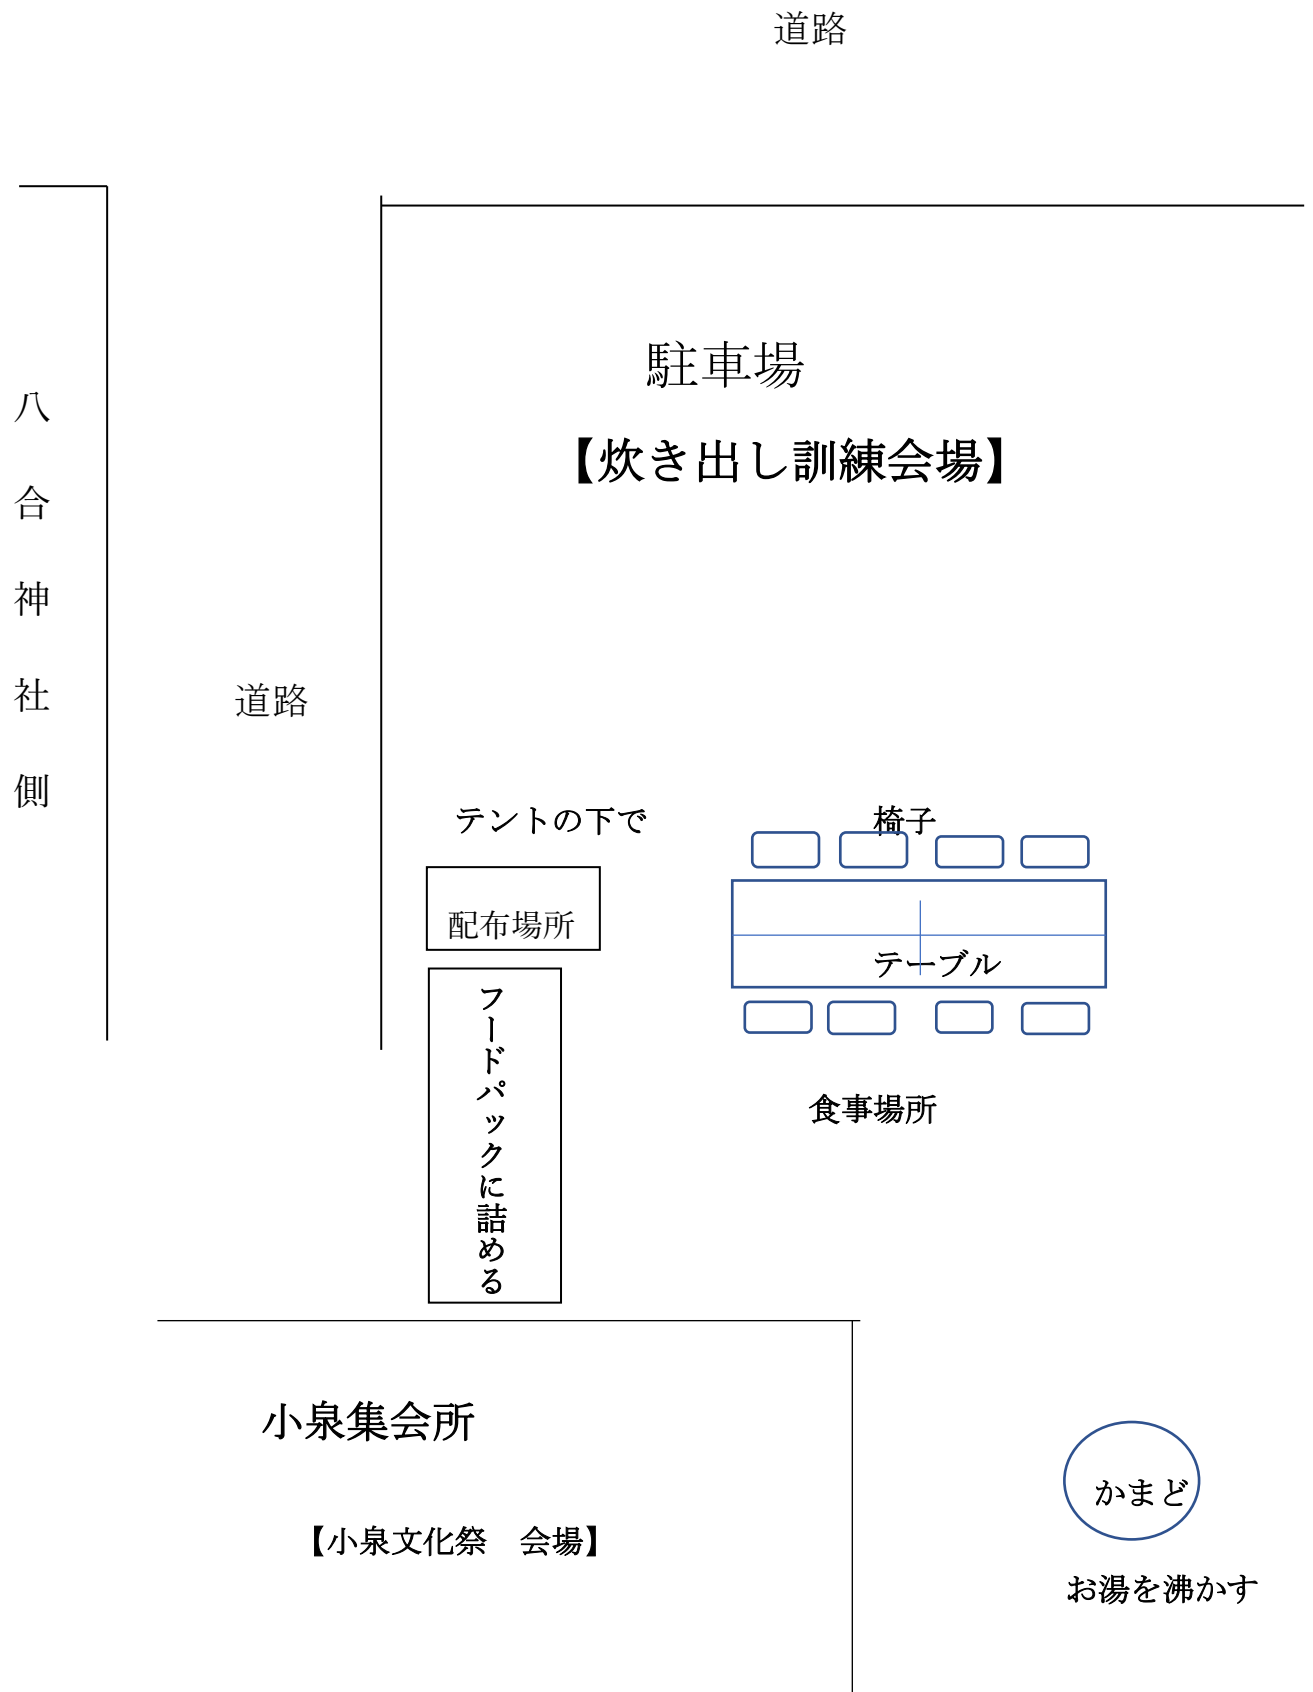 道路
駐車場
【炊き出し訓練会場】
八合神社側
道路
テントの下で
椅子
配布場所
テーブル
フードパックに詰める
食事場所
小泉集会所
【小泉文化祭　会場】
かまど
お湯を沸かす